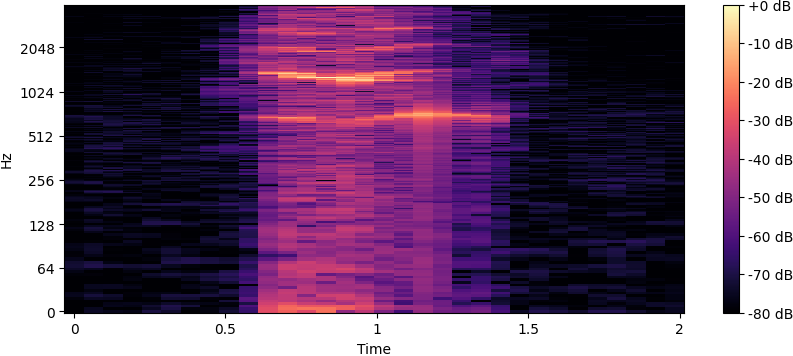 +0 dB
2048
-10 dB
1024
-20 dB
512
-30 dB
Hz
-40 dB
256
-50 dB
128
-60 dB
64
-70 dB
0
-80 dB
0 0.5 1 1.5 2
Time